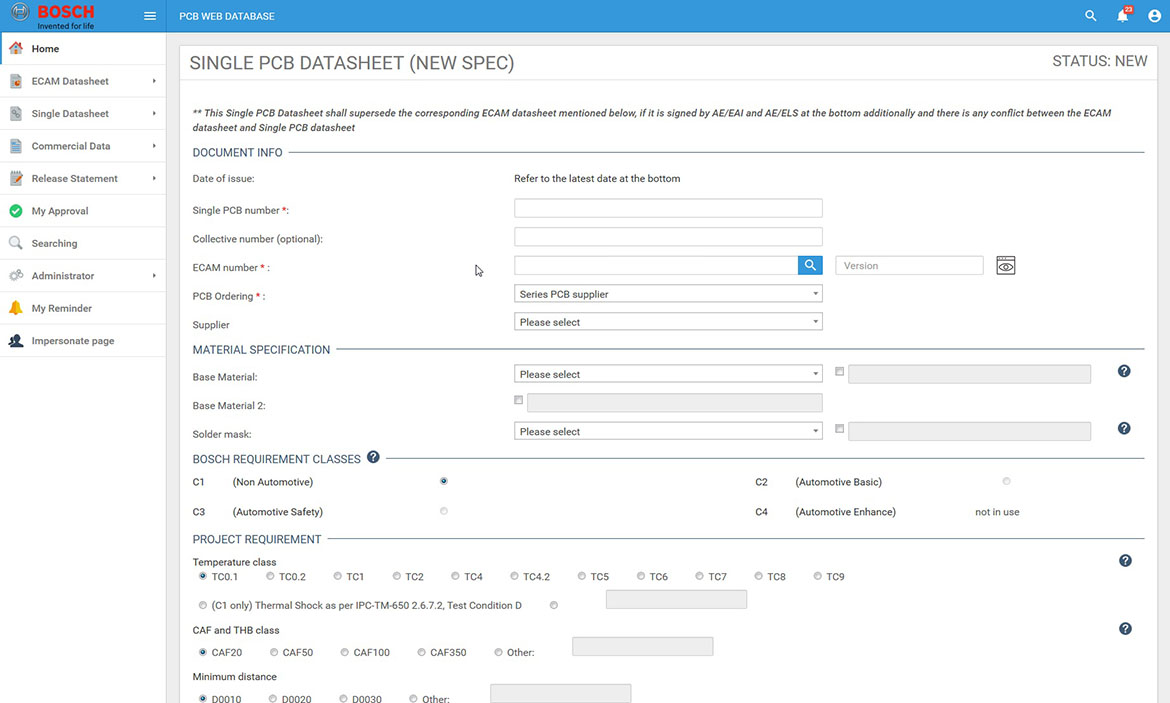 BOSCH
Invented for life
PCB WEB DATABASE
23
Home
ECAM Datasheet
Single Datasheet
Commercial Data
Release Statement
My Approval
Searching
Administrator
My Reminder
Impersonate page
SINGLE PCB DATASHEET (NEW SPEC)
STATUS: NEW
** This Single PCB Datasheet shall supersede the corresponding ECAM datasheet mentioned below, if it is signed by AE/EAI and AE/ELS at the bottom additionally and there is any conflict between the ECAM
datasheet and Single PCB datasheet
DOCUMENT INFO
Date of issue: Refer to the latest date at the bottom
Single PCB number *:
Collective number (optional):
ECAM number * : Version
PCB Ordering * : Series PCB supplier
Supplier Please select
MATERIAL SPECIFICATION
Base Material: Please select
Base Material 2:
Solder mask: Please select
BOSCH REQUIREMENT CLASSES
C1 (Non Automotive) C2 (Automotive Basic)
C3 (Automotive Safety) C4 (Automotive Enhance) not in use
PROJECT REQUIREMENT
Temperature class
TC0.1 TC0.2 TC1 TC2 TC4 TC4.2 TC5 TC6 TC7 TC8 TC9
(C1 only) Thermal Shock as per IPC-TM-650 2.6.7.2, Test Condition D
CAF and THB class
CAF20 CAF50 CAF100 CAF350 Other:
Minimum distance
D0010 D0020 D0030 Other: